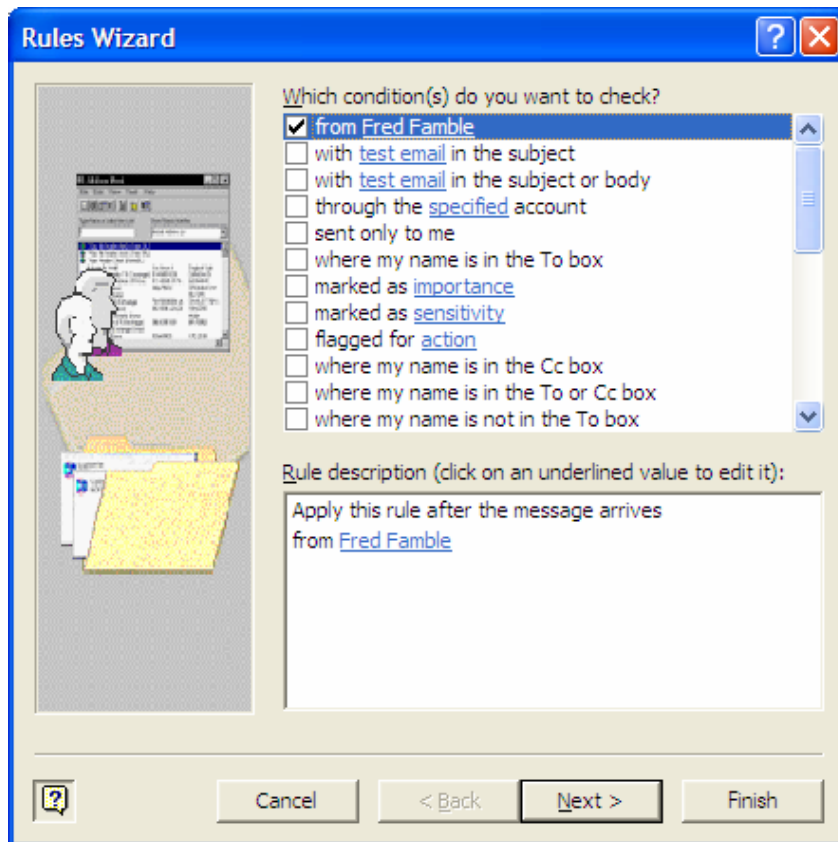 Rules Wizard
Which condition(s) do you want to check?
from Fred Famble
with test email in the subject
with test email in the subject or body
through the specified account
sent only to me
where my name is in the To box
marked as importance
marked as sensitivity
flagged for action
where my name is in the Cc box
where my name is in the To or Cc box
where my name is not in the To box
Rule description (click on an underlined value to edit it):
Apply this rule after the message arrives
from Fred Famble
Cancel
< Back
Next >
Finish